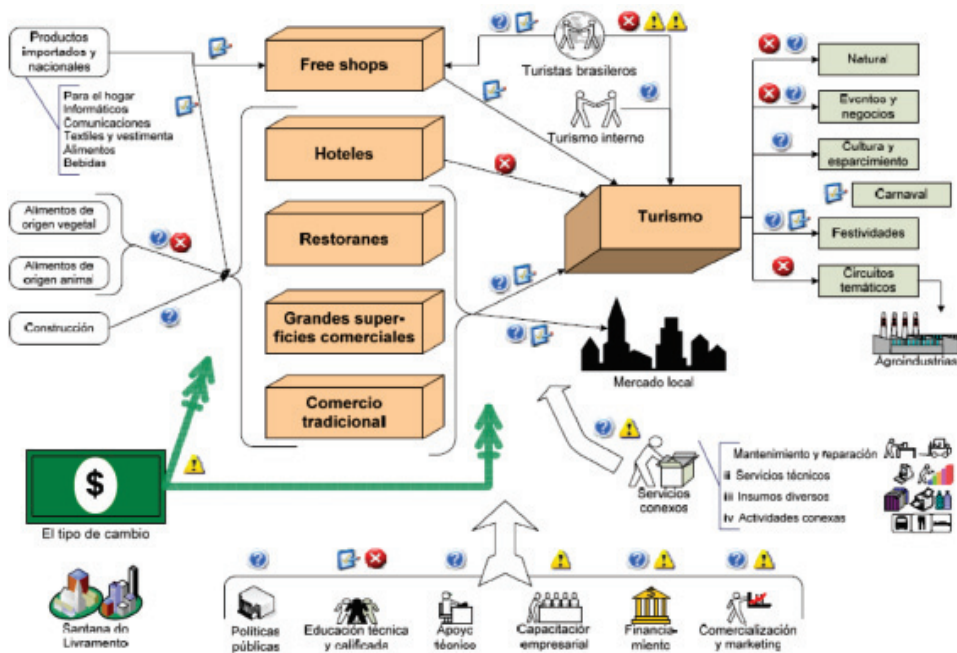 Productos
importados y
nacionales
Para el hogar
Informáticos
Comunicaciones
Textiles y vestimenta
Alimentos
Bebidas
Alimentos de
origen vegetal
Alimentos de
origen animal
Construcción
Free shops
Hoteles
Restoranes
Grandes super-
ficies comerciales
Comercio
tradicional
Turistas brasileros
Turismo interno
Turismo
Natural
Eventos y
negocios
Cultura y
esparcimiento
Carnaval
Festividades
Circuitos
temáticos
Agroindustrias
Mercado local
$
El tipo de cambio
Servicios
conexos
Mantenimiento y reparación
ii Servicios técnicos
iii Insumos diversos
iv Actividades conexas
Santana do
Livramento
Políticas
públicas
Educación técnica
y calificada
Apoyo
técnico
Capacitación
empresarial
Financia-
miento
Comercialización
y marketing